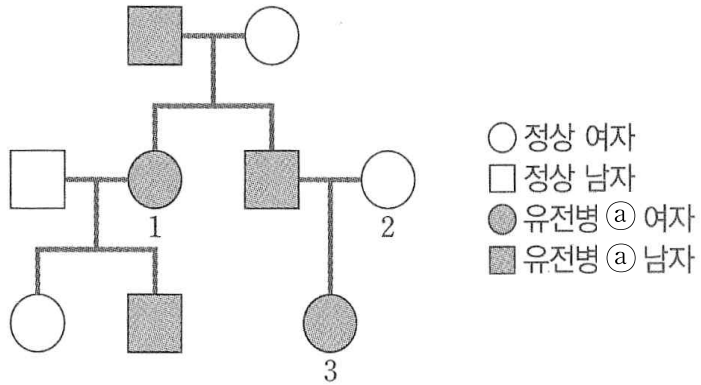 1
2
3
정상 여자
정상 남자
유전병 ⓐ 여자
유전병 ⓐ 남자